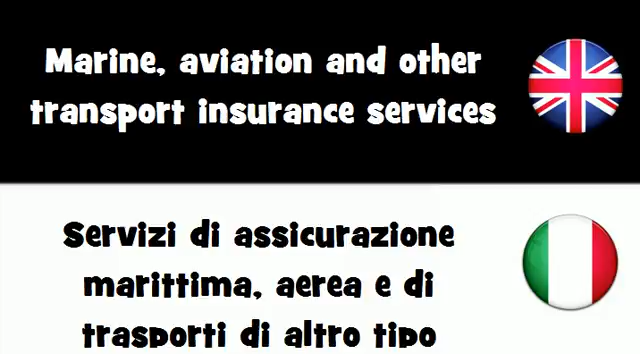 Marine, aviation and other
transport insurance services
Servizi di assicurazione
marittima, aerea e di
trasporti di altro tipo